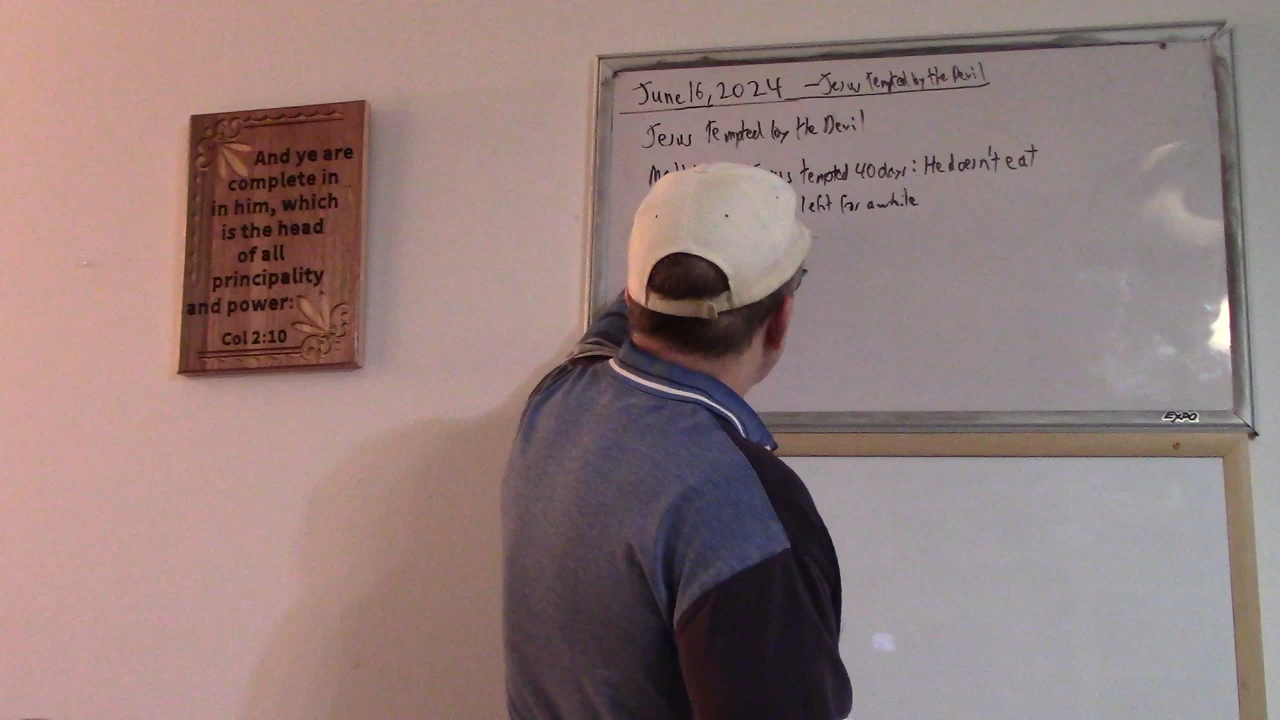 And ye are
complete in
in him, which
is the head
of all
principality
and power:
Col 2:10
June 16, 2024 - Jesus Tempted by the Devil
Jesus Tempted by the Devil
tempted 40 days: He doesn't eat
left for awhile
EXPO